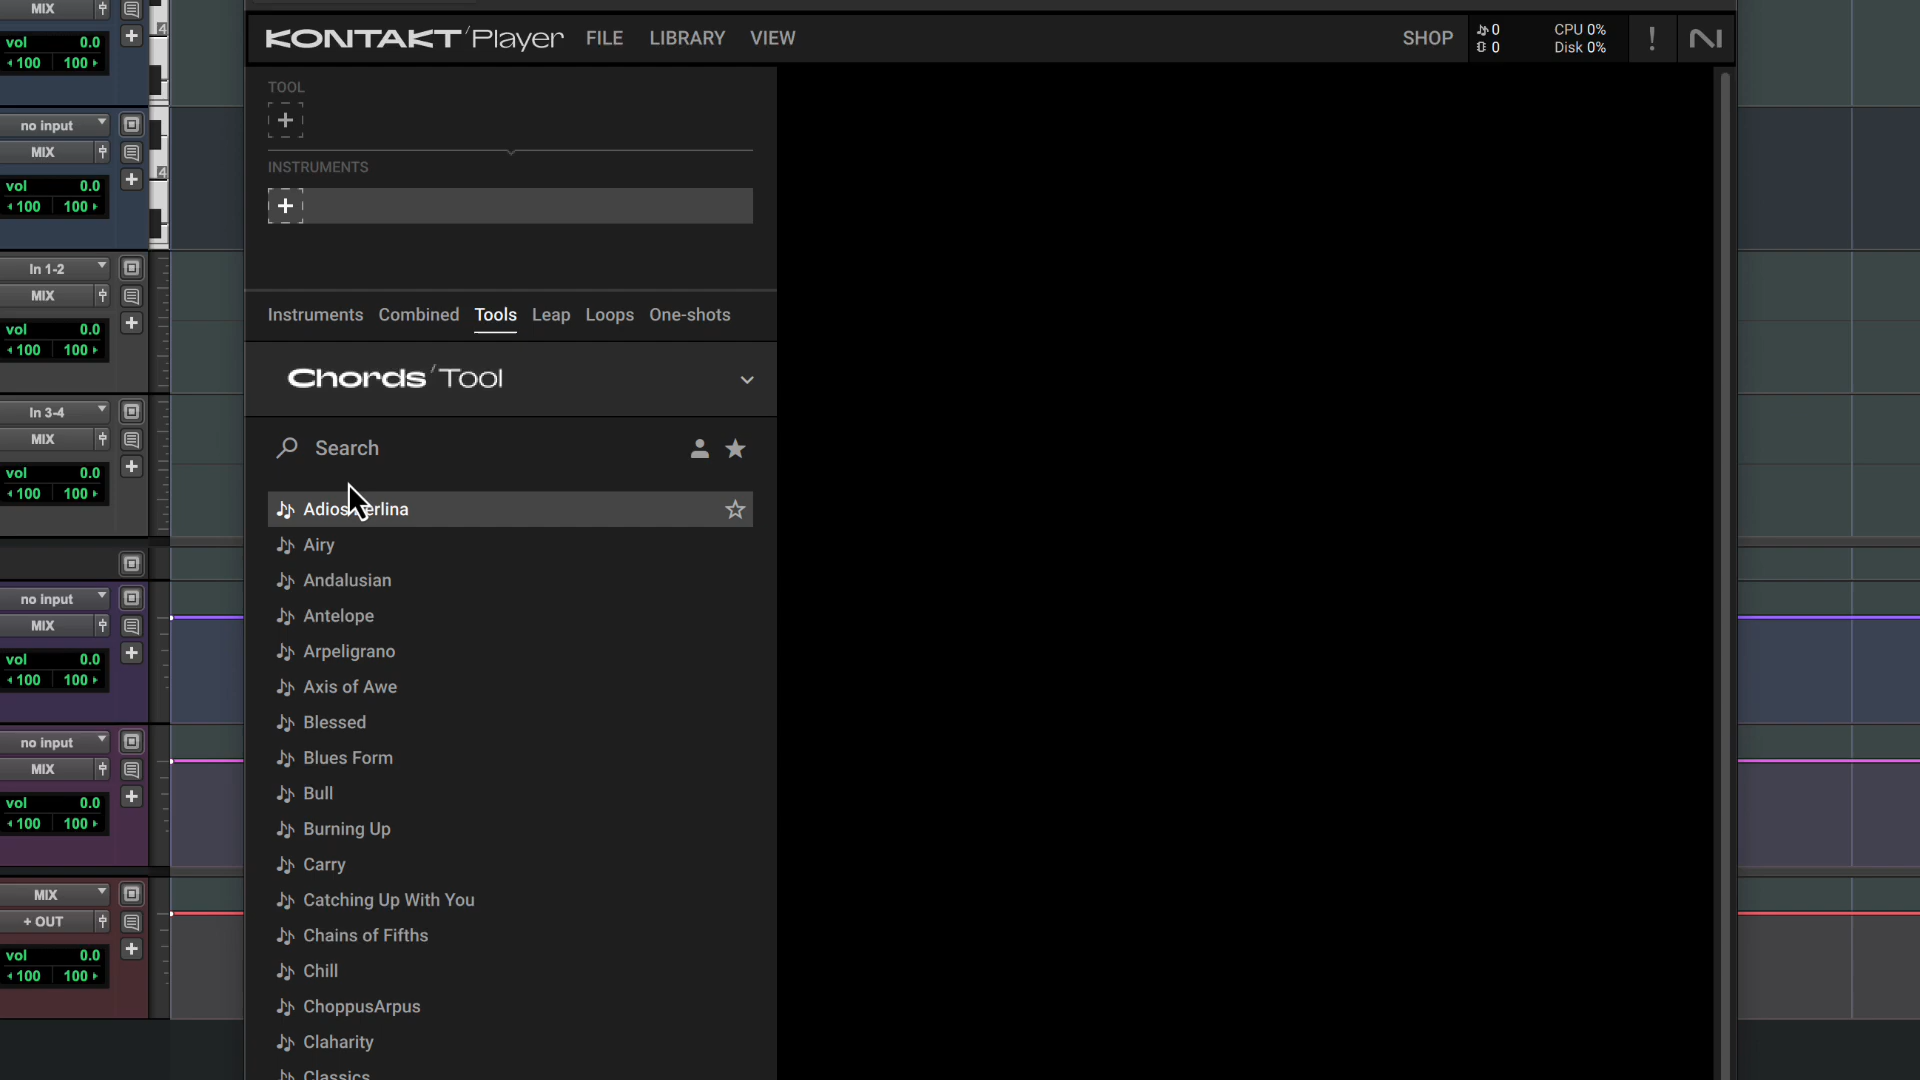 MIX
4
vol 0.0
100 100
no input
MIX
4
vol 0.0
100 100
In 1-2
MIX
vol 0.0
100 100
In 3-4
MIX
vol 0.0
100 100
no input
MIX
vol 0.0
100 100
no input
MIX
vol 0.0
100 100
MIX
+ OUT
vol 0.0
100 100
KONTAKT Player FILE LIBRARY VIEW
SHOP
0
0
CPU 0%
Disk 0%
!
TOOL
+
INSTRUMENTS
+
Instruments Combined Tools Leap Loops One-shots
Chords Tool
Search
Airy
Andalusian
Antelope
Arpeligrano
Axis of Awe
Blessed
Blues Form
Bull
Burning Up
Carry
Catching Up With You
Chains of Fifths
Chill
ChoppusArpus
Claharity
Classics